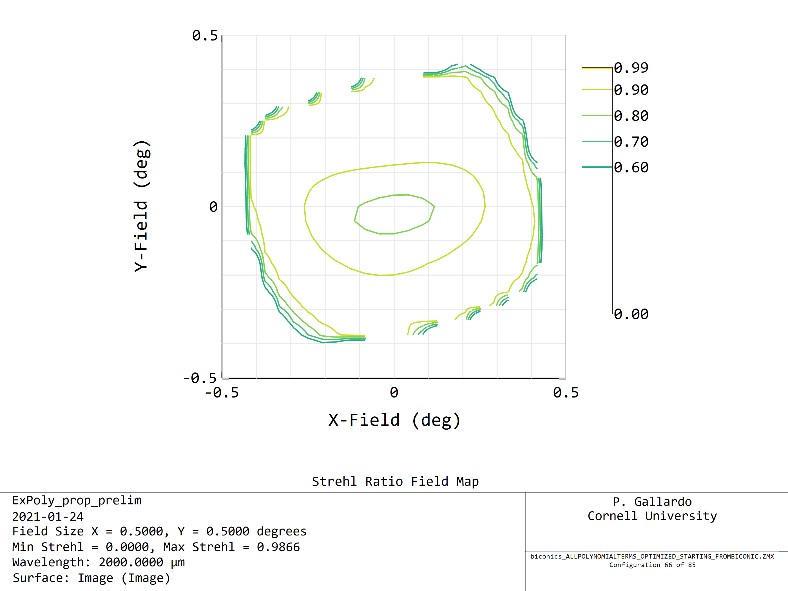 0.5
0
-0.5
Y-Field (deg)
-0.5
0
0.5
X-Field (deg)
0.99
0.90
0.80
0.70
0.60
0.00
Strehl Ratio Field Map
ExPoly_prop_prelim
2021-01-24
Field Size X = 0.5000, Y = 0.5000 degrees
Min Strehl = 0.0000, Max Strehl = 0.9866
Wavelength: 2000.0000 µm
Surface: Image (Image)
P. Gallardo
Cornell University
biconics_ALLPOLYNOMIALTERMS_OPTIMIZED_STARTING_FROMBICONIC.ZMX
Configuration 66 of 85